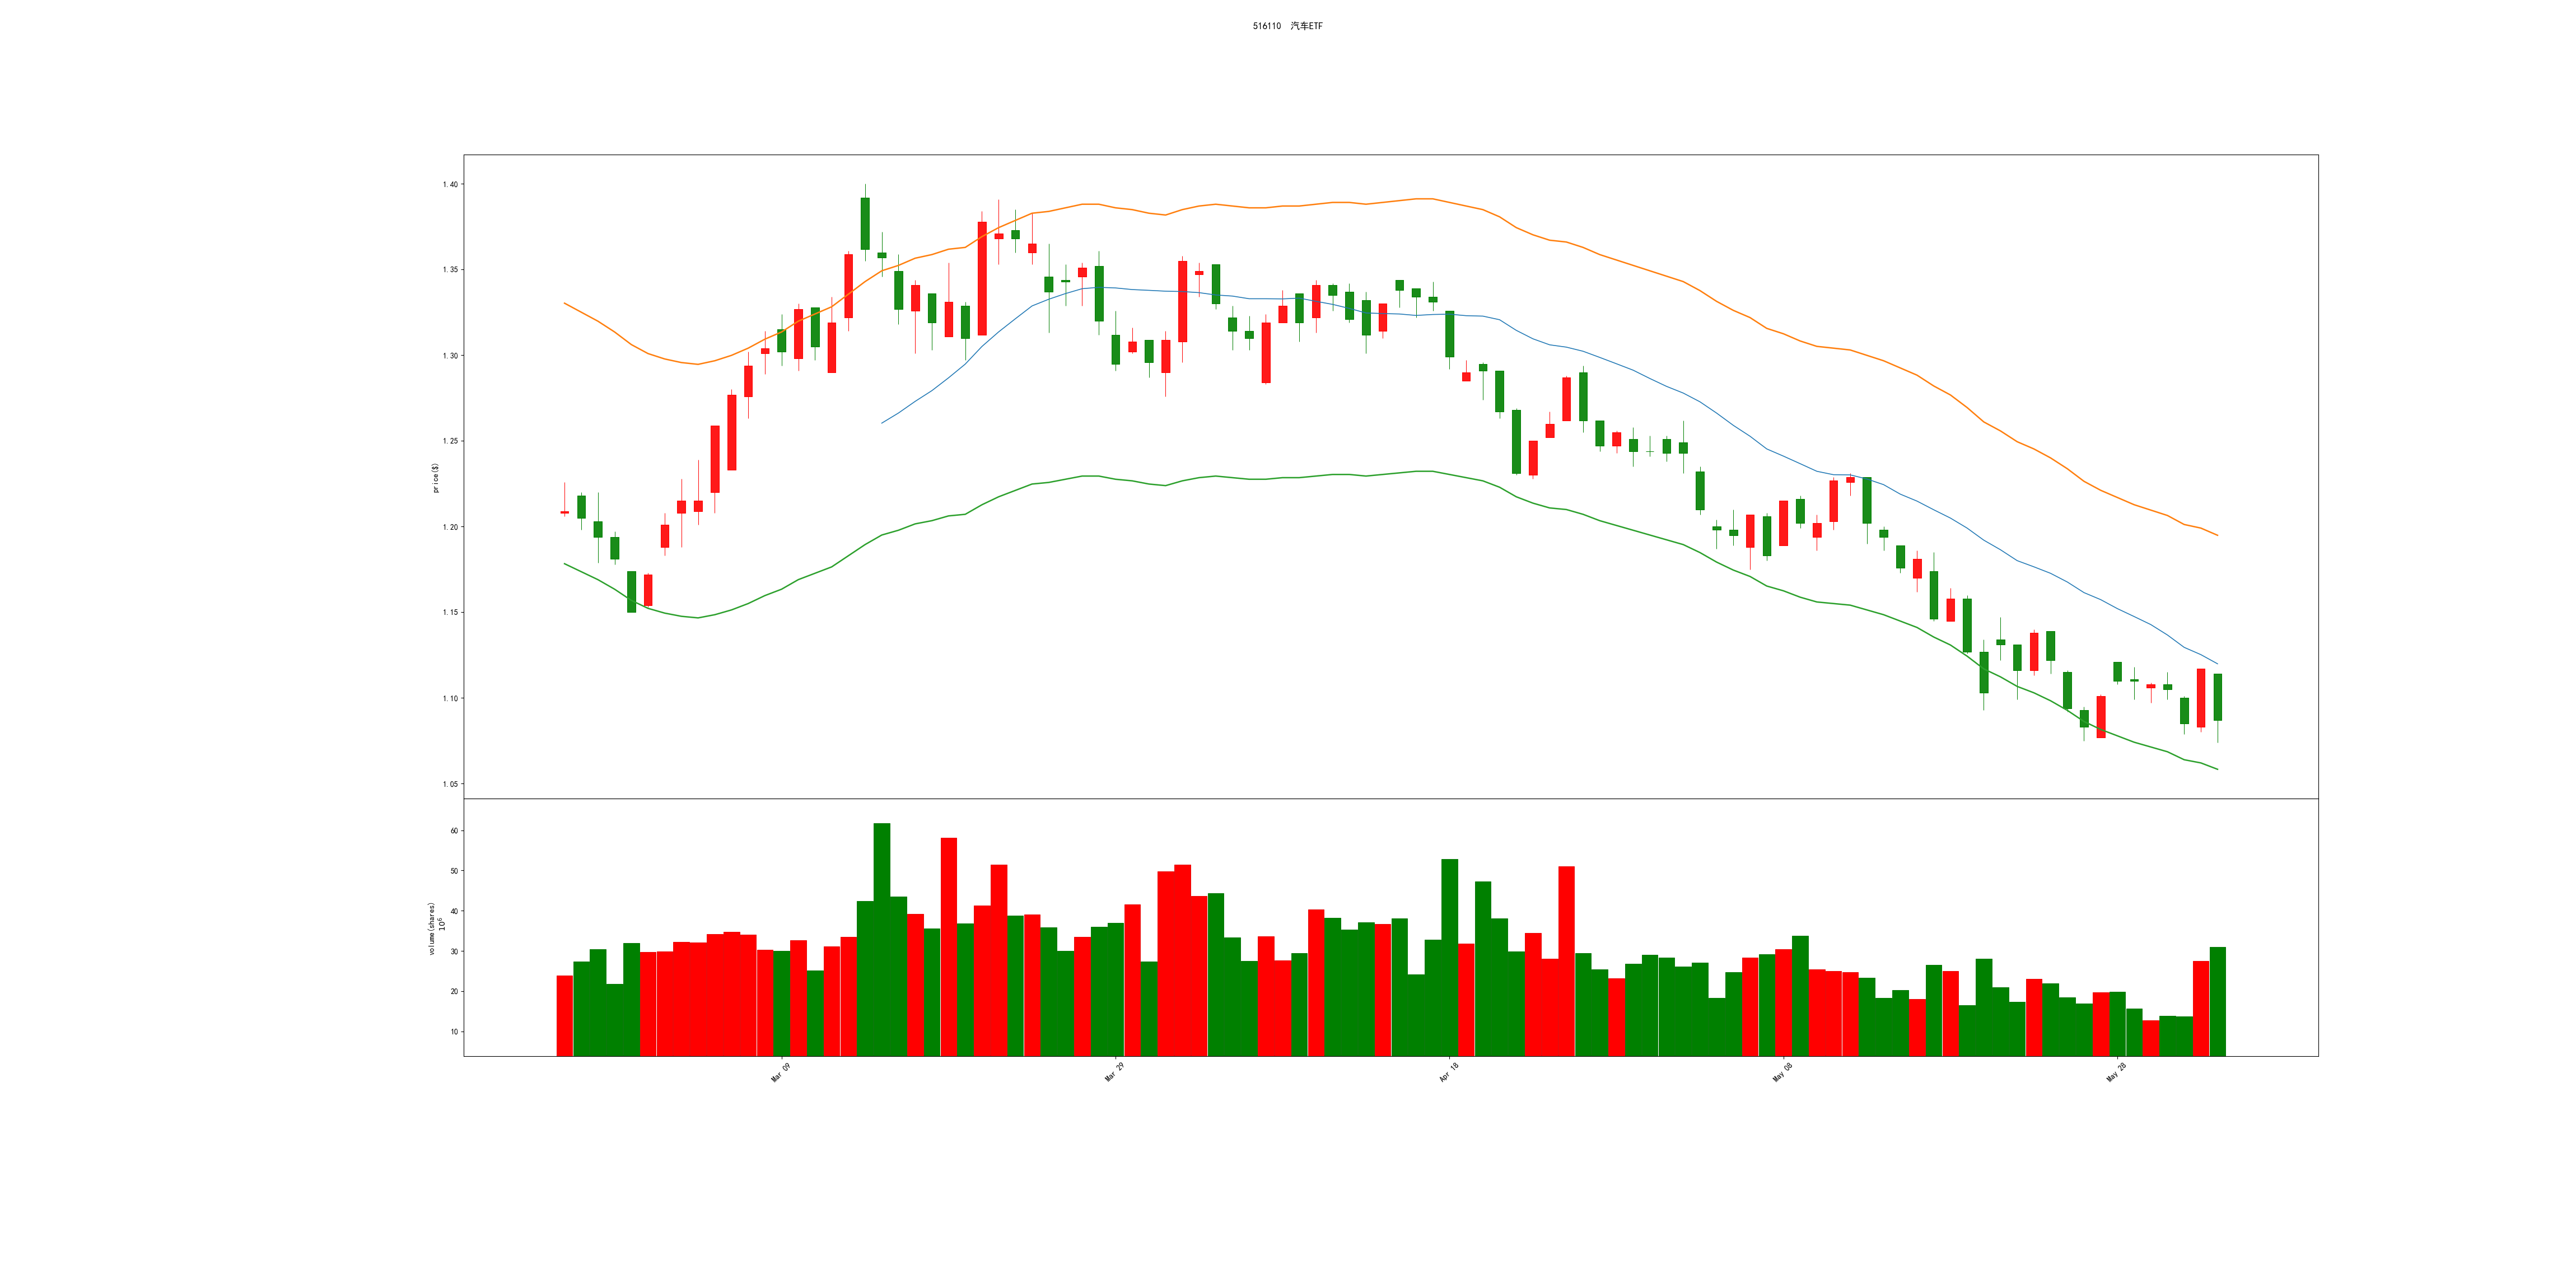 516110 汽车ETF
price($)
1.40
1.35
1.30
1.25
1.20
1.15
1.10
1.05
volume(shares)
10^6
60
50
40
30
20
10
Mar 09
Mar 29
Apr 18
May 08
May 28